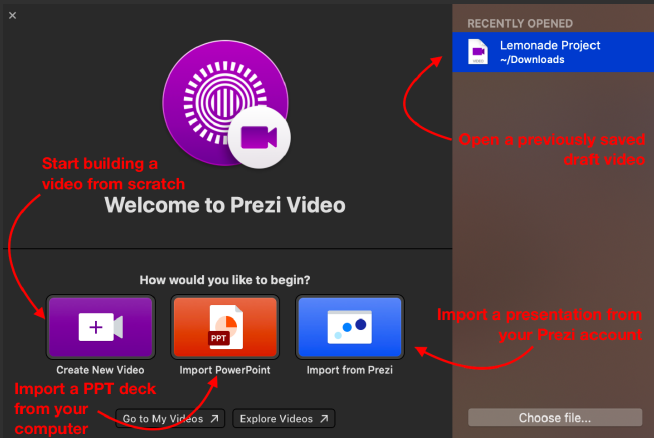 RECENTLY OPENED
Lemonade Project
~/Downloads
VIDEO
Open a previously saved
draft video
Start building a
video from scratch
Welcome to Prezi Video
How would you like to begin?
PPT
Create New Video
Import PowerPoint
Import from Prezi
Import a presentation from
your Prezi account
Import a PPT deck
from your
computer
Go to My Videos ↗
Explore Videos ↗
Choose file...